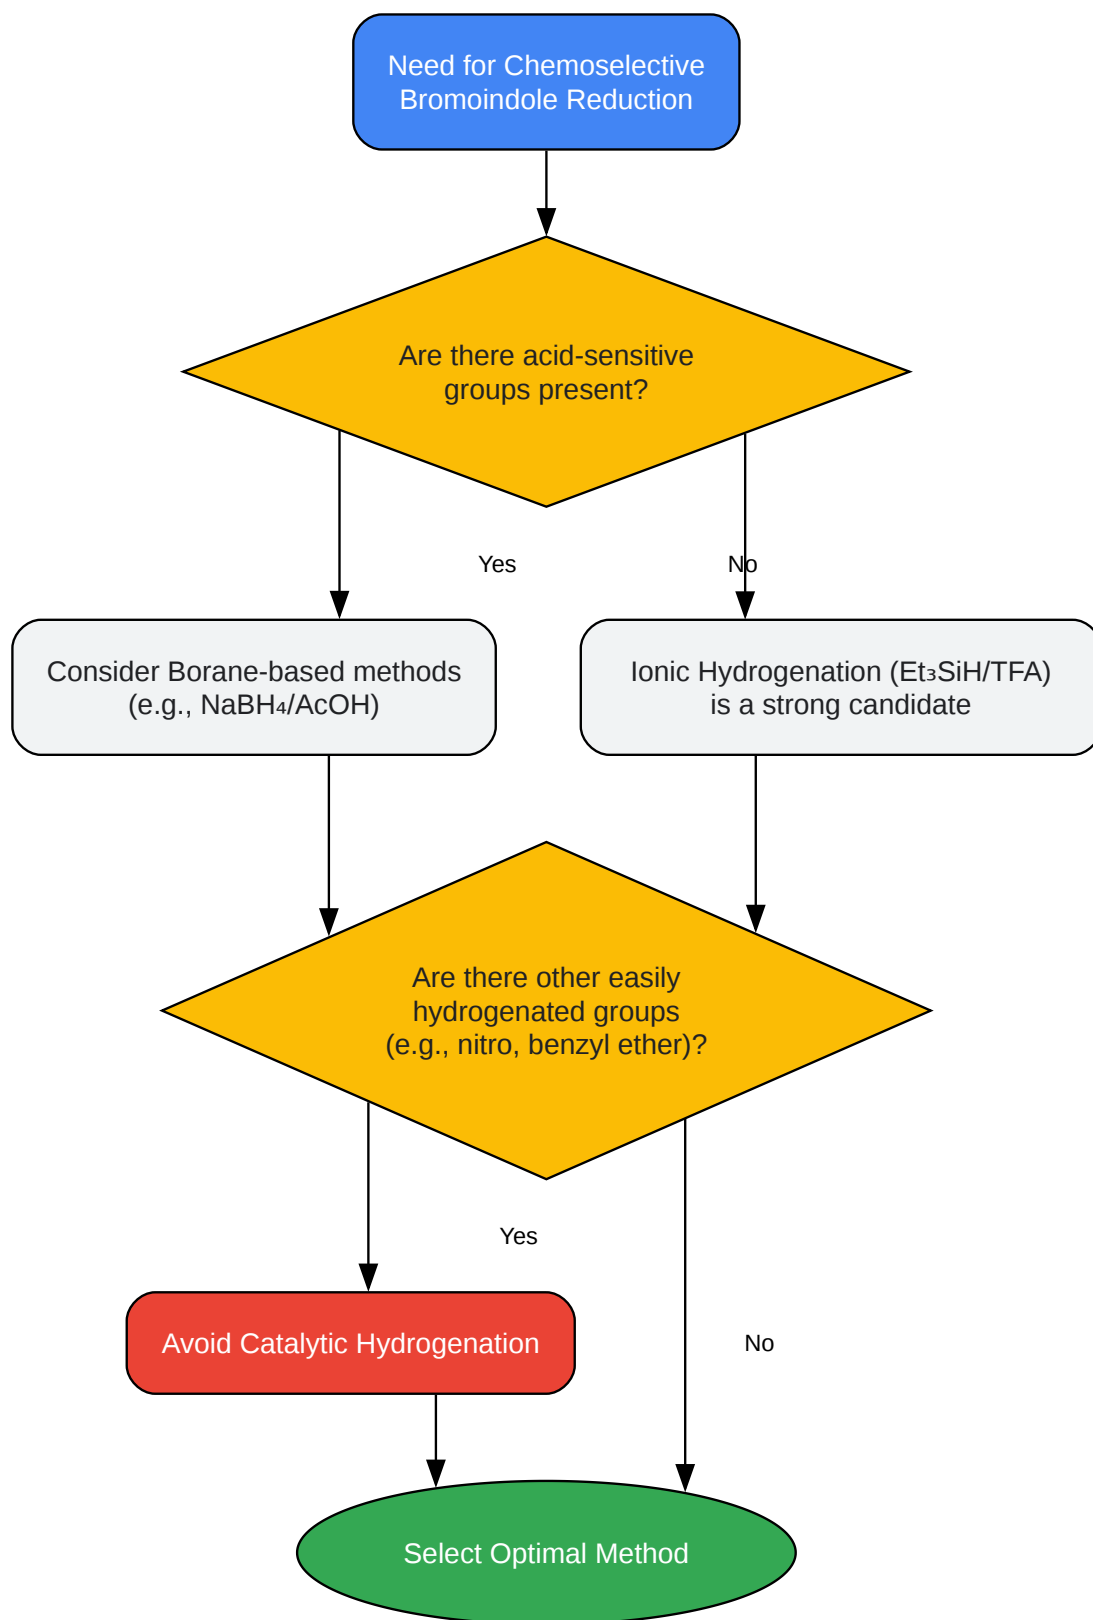 Need for Chemoselective
Bromoindole Reduction
Are there acid-sensitive
groups present?
Yes
No
Consider Borane-based methods
(e.g., NaBH₄/AcOH)
Ionic Hydrogenation (Et₃SiH/TFA)
is a strong candidate
Are there other easily
hydrogenated groups
(e.g., nitro, benzyl ether)?
Yes
Avoid Catalytic Hydrogenation
No
Select Optimal Method